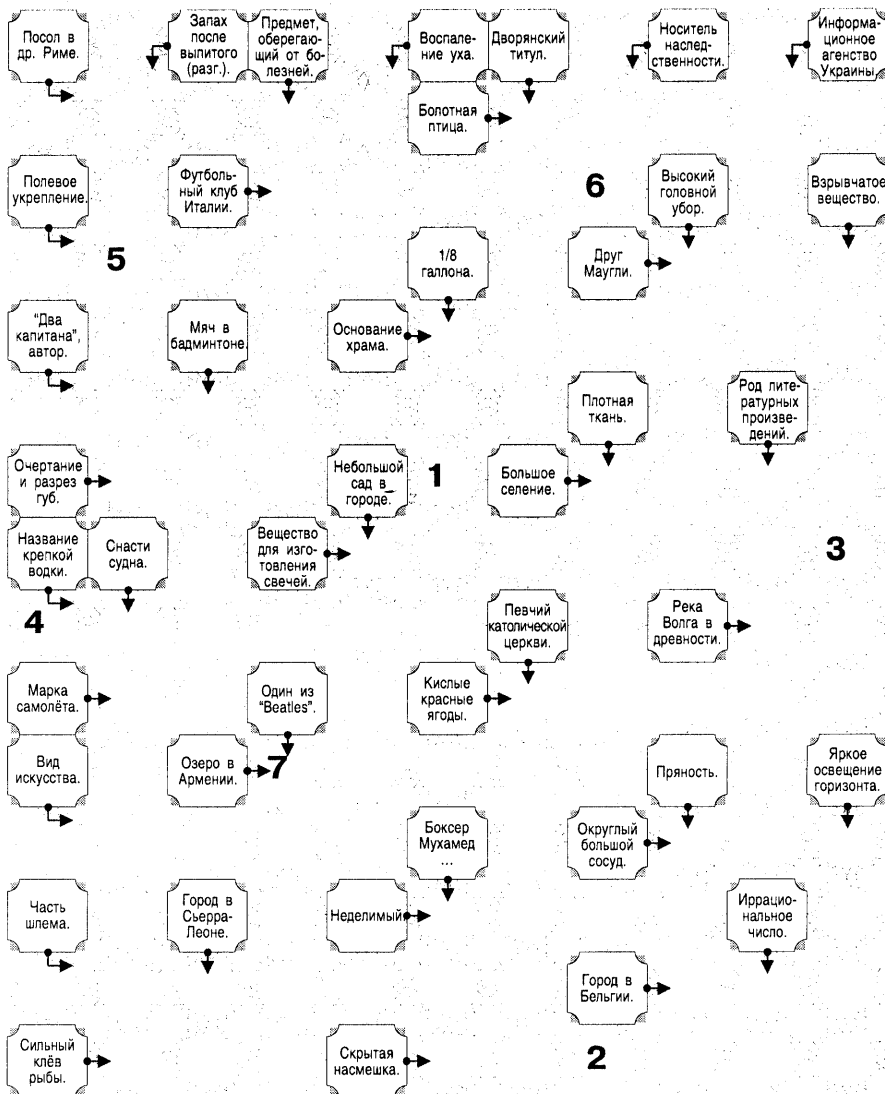 Посол в
др. Риме.
Запах
после
выпитого
(разг.).
Предмет,
оберегаю-
щий от бо-
лезней.
Воспале-
ние уха.
Дворянский
титул.
Носитель
наслед-
ственности.
Информа-
ционное
агенство
Украины.
Болотная
птица.
Полевое
укрепление.
Футболь-
ный клуб
Италии.
6
Высокий
головной
убор.
Взрывчатое
вещество.
5
1/8
галлона.
Друг
Маугли.
"Два
капитана",
автор.
Мяч в
бадминтоне.
Основание
храма.
Плотная
ткань.
Род лите-
ратурных
произве-
дений.
Очертание
и разрез
губ.
Небольшой
сад в
городе.
1
Большое
селение.
Название
крепкой
водки.
Снасти
судна.
Вещество
для изго-
товления
свечей.
3
4
Певчий
католической
церкви.
Река
Волга в
древности.
Марка
самолёта.
Один из
"Beatles".
Кислые
красные
ягоды.
Вид
искусства.
Озеро в
Армении.
7
Пряность.
Яркое
освещение
горизонта.
Боксер
Мухамед
...
Округлый
большой
сосуд.
Часть
шлема.
Город в
Сьерра-
Леоне.
Неделимый
Иррацио-
нальное
число.
Город в
Бельгии.
Сильный
клёв
рыбы.
Скрытая
насмешка.
2